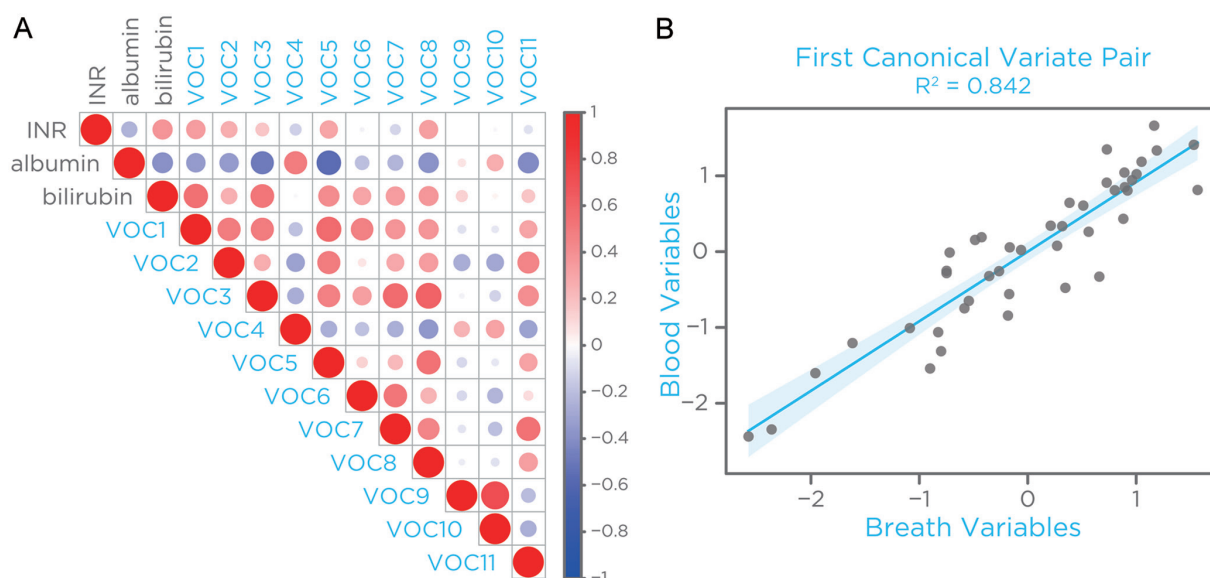 A
INR
albumin
bilirubin
VOC1
VOC2
VOC3
VOC4
VOC5
VOC6
VOC7
VOC8
VOC9
VOC10
VOC11
INR
albumin
bilirubin
VOC1
VOC2
VOC3
VOC4
VOC5
VOC6
VOC7
VOC8
VOC9
VOC10
VOC11
1
0.8
0.6
0.4
0.2
0
−0.2
−0.4
−0.6
−0.8
−1
B
First Canonical Variate Pair
R² = 0.842
Blood Variables
1
0
−1
−2
−2
−1
0
1
Breath Variables